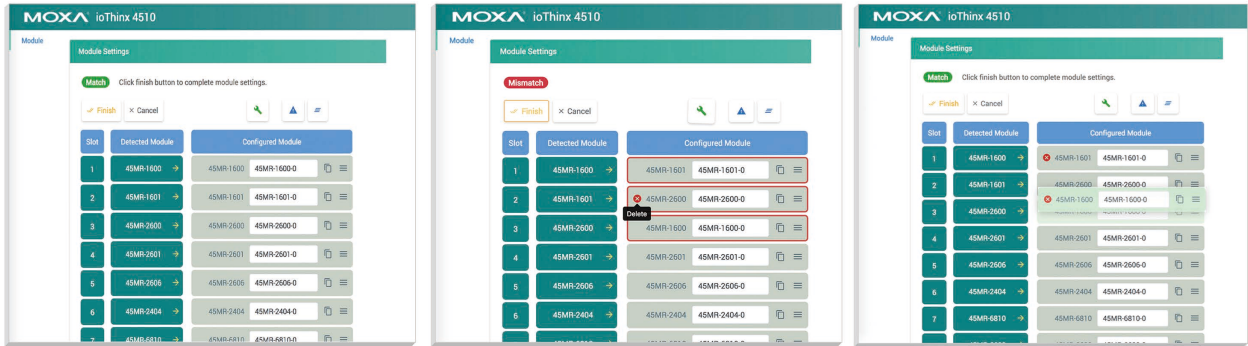 MOXA ioThinx 4510
Module
Module Settings
Match Click finish button to complete module settings.
Finish × Cancel
Slot Detected Module Configured Module
1 45MR-1600 → 45MR-1600 45MR-1600-0
2 45MR-1601 → 45MR-1601 45MR-1601-0
3 45MR-2600 → 45MR-2600 45MR-2600-0
4 45MR-2601 → 45MR-2601 45MR-2601-0
5 45MR-2606 → 45MR-2606 45MR-2606-0
6 45MR-2404 → 45MR-2404 45MR-2404-0
7 45MR-6810 → 45MR-6810 45MR-6810-0
MOXA ioThinx 4510
Module
Module Settings
Mismatch
Finish × Cancel
Slot Detected Module Configured Module
1 45MR-1600 → 45MR-1601 45MR-1601-0
2 45MR-1601 → 45MR-2600 45MR-2600-0
Delete
3 45MR-2600 → 45MR-1600 45MR-1600-0
4 45MR-2601 → 45MR-2601 45MR-2601-0
5 45MR-2606 → 45MR-2606 45MR-2606-0
6 45MR-2404 → 45MR-2404 45MR-2404-0
MOXA ioThinx 4510
Module
Module Settings
Match Click finish button to complete module settings.
Finish × Cancel
Slot Detected Module Configured Module
1 45MR-1600 → 45MR-1601 45MR-1601-0
2 45MR-1601 → 45MR-2600 45MR-2600-0
45MR-1600 45MR-1600-0
3 45MR-2600 →
4 45MR-2601 → 45MR-2601 45MR-2601-0
5 45MR-2606 → 45MR-2606 45MR-2606-0
6 45MR-2404 → 45MR-2404 45MR-2404-0
7 45MR-6810 → 45MR-6810 45MR-6810-0